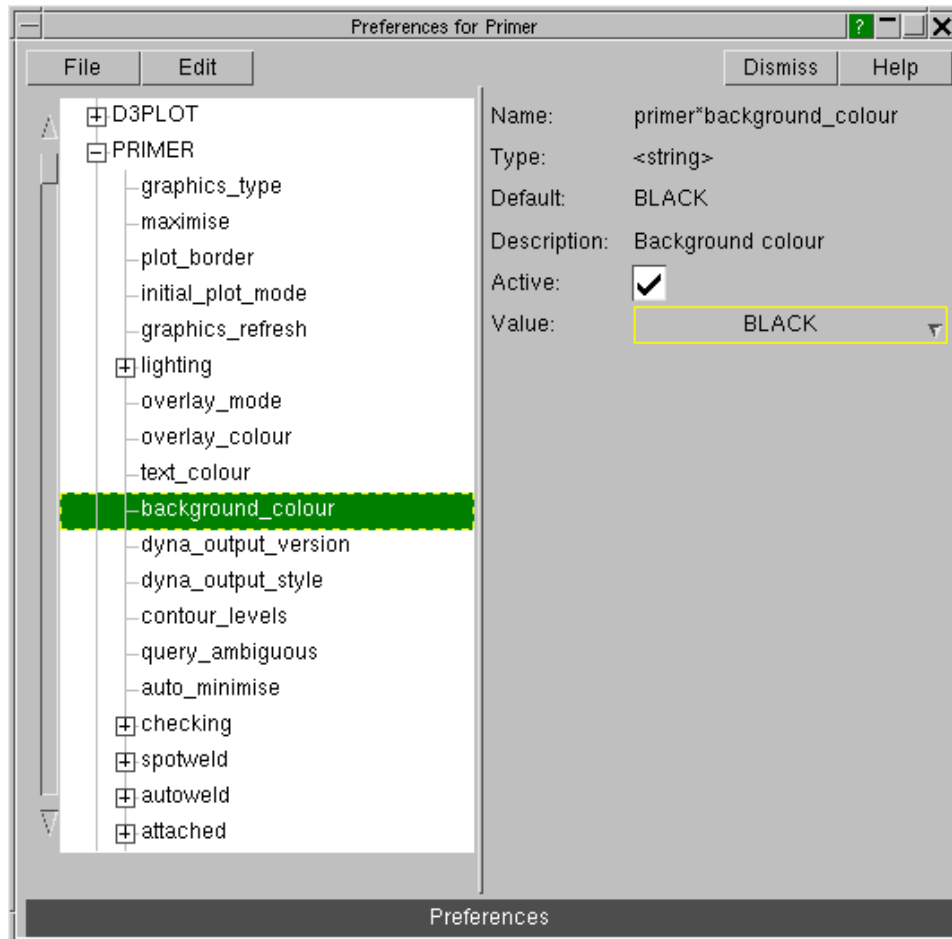 Preferences for Primer
?
File Edit Dismiss Help
D3PLOT
PRIMER
graphics_type
maximise
plot_border
initial_plot_mode
graphics_refresh
lighting
overlay_mode
overlay_colour
text_colour
background_colour
dyna_output_version
dyna_output_style
contour_levels
query_ambiguous
auto_minimise
checking
spotweld
autoweld
attached
Name: primer*background_colour
Type: <string>
Default: BLACK
Description: Background colour
Active:
Value: BLACK
Preferences